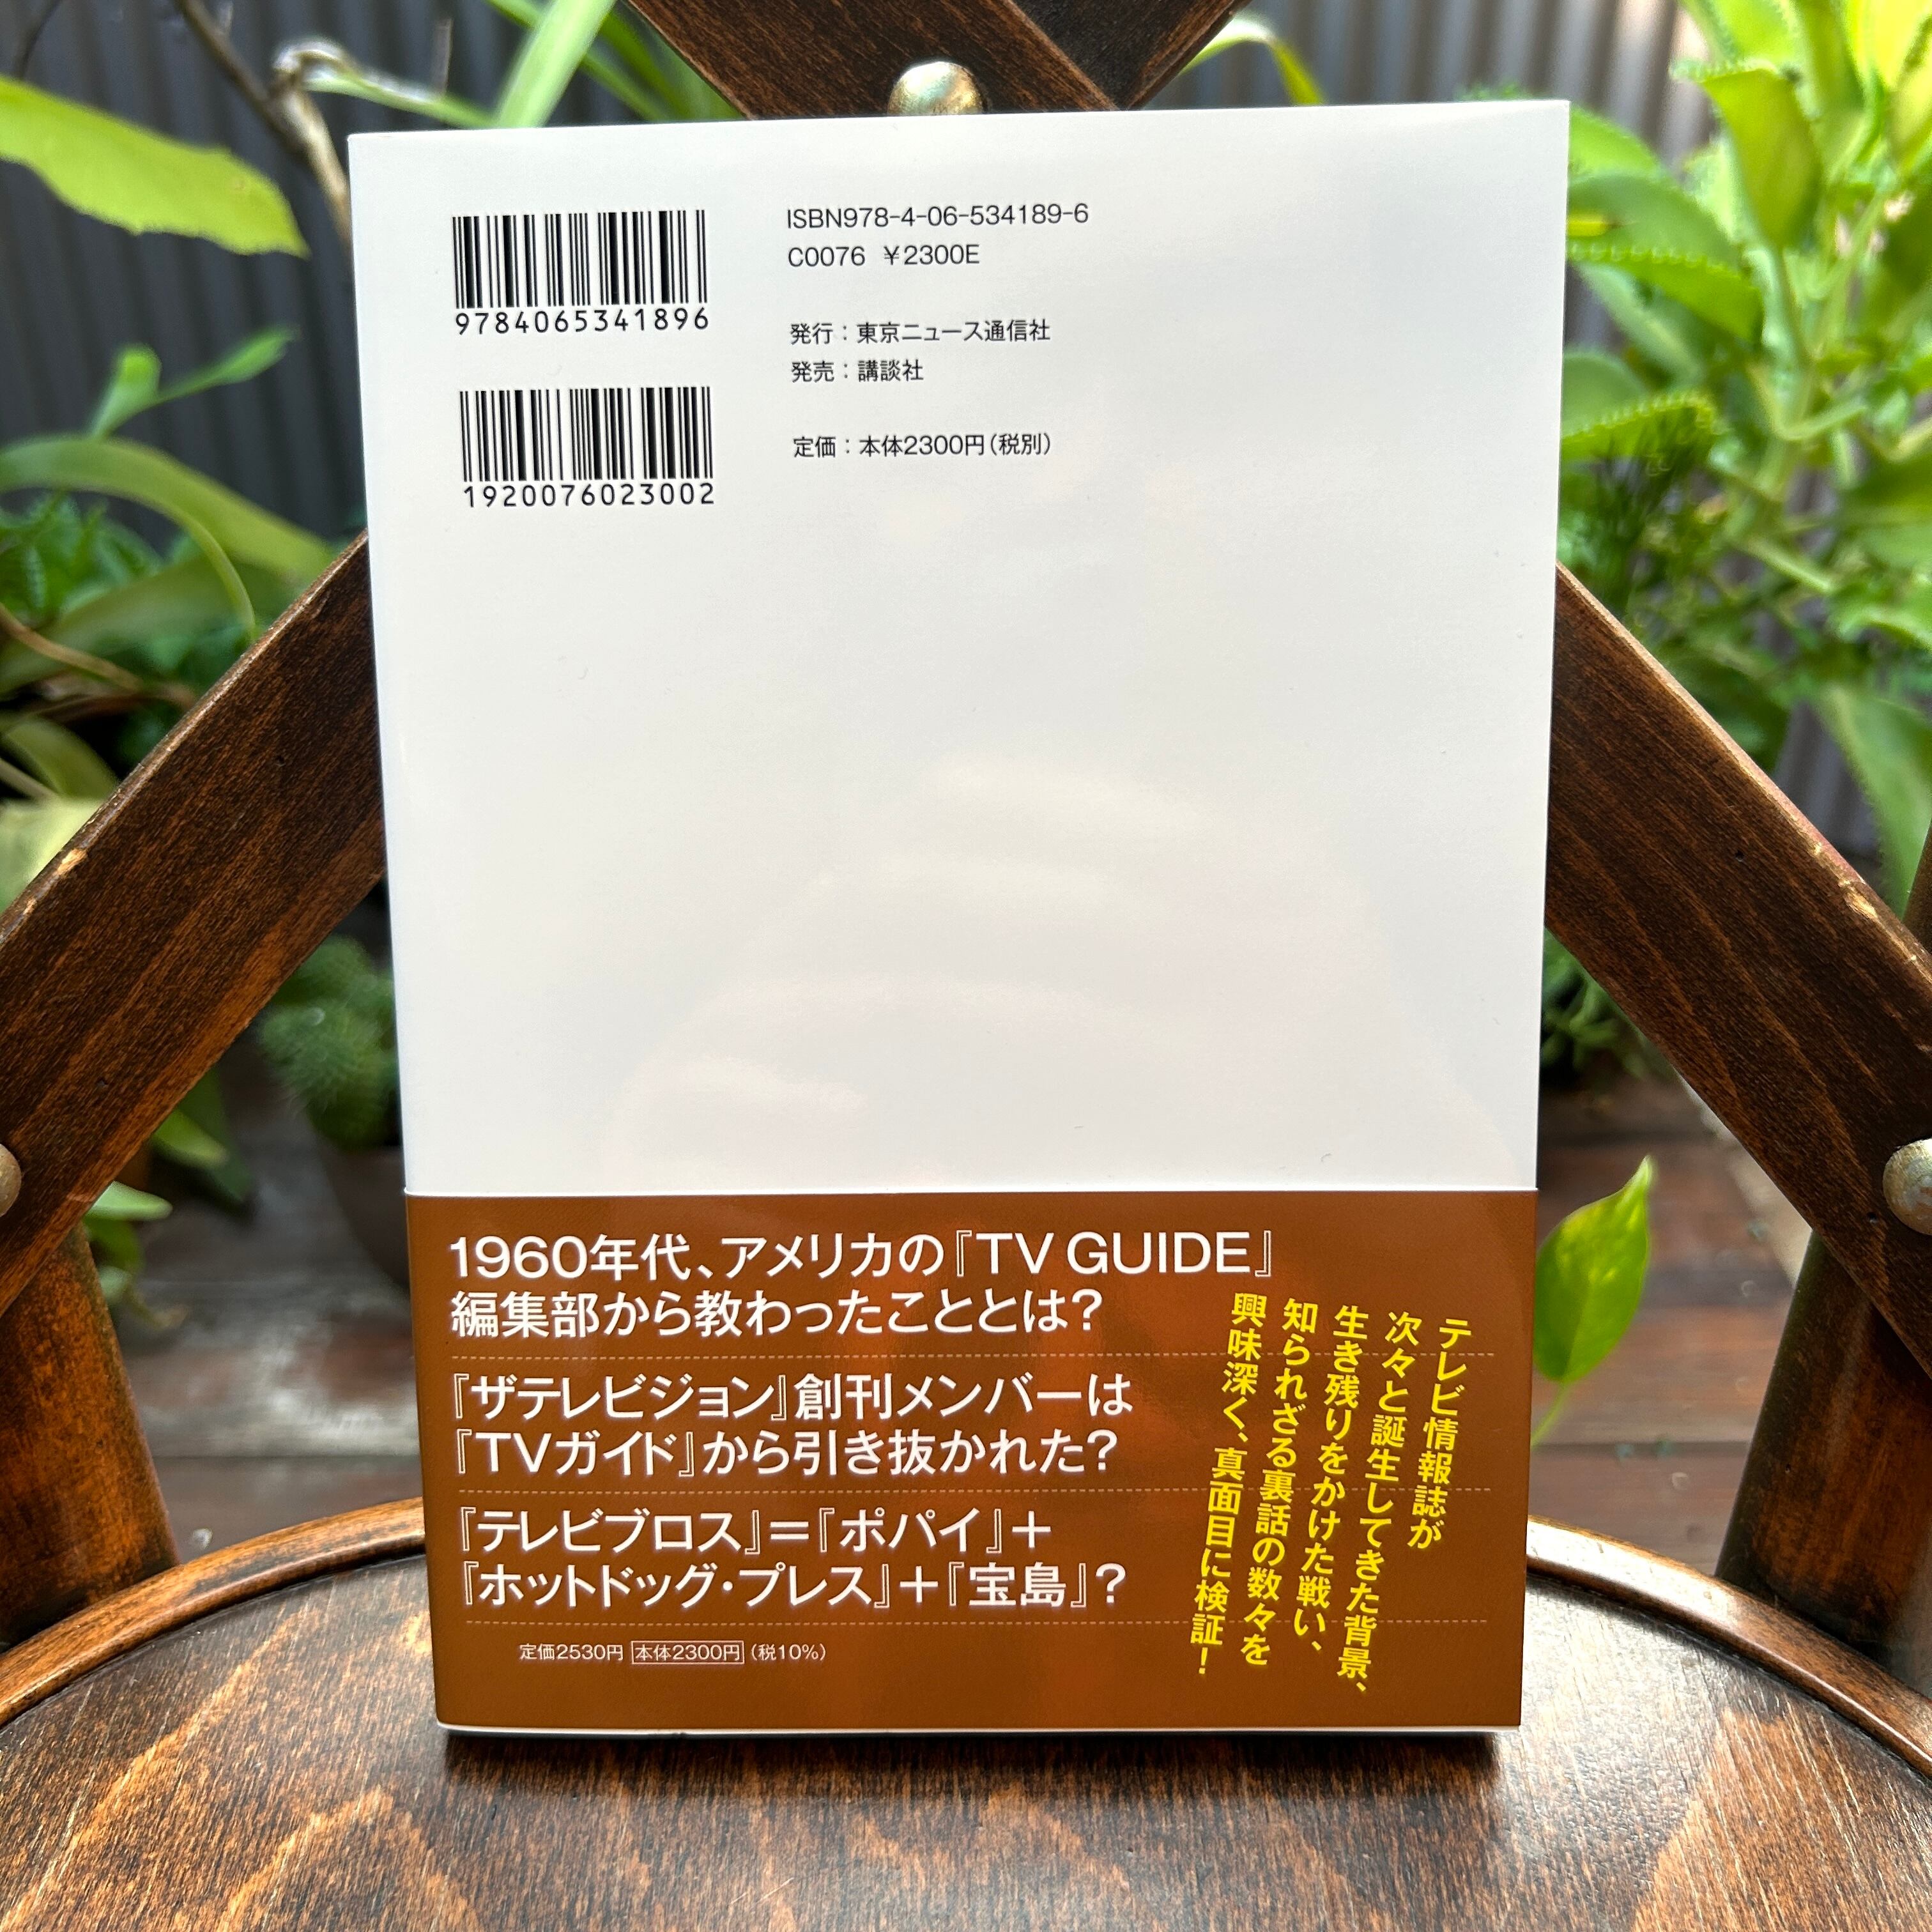 9784065341896
1920076023002
ISBN978-4-06-534189-6
C0076 ¥2300E
発行：東京ニュース通信社
発売：講談社
定価：本体2300円（税別）
1960年代、アメリカの『TV GUIDE』
編集部から教わったこととは？
『ザテレビジョン』創刊メンバーは
『TVガイド』から引き抜かれた？
『テレビブロス』＝『ポパイ』＋
『ホットドッグ・プレス』＋『宝島』？
定価2530円 本体2300円（税10%）
テレビ情報誌が
次々と誕生してきた背景、
生き残りをかけた戦い、
知られざる裏話の数々を
興味深く、真面目に検証！